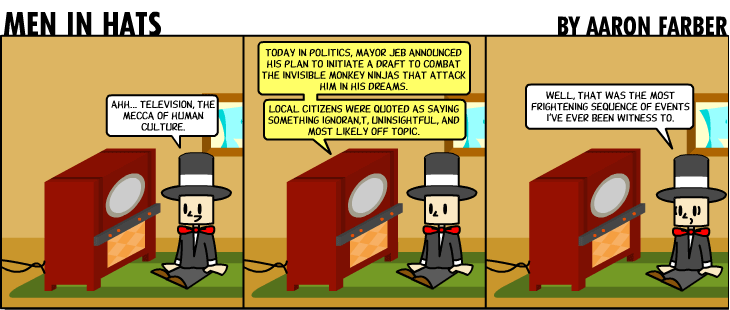 MEN IN HATS
BY AARON FARBER
AHH... TELEVISION, THE
MECCA OF HUMAN
CULTURE.
TODAY IN POLITICS, MAYOR JEB ANNOUNCED
HIS PLAN TO INITIATE A DRAFT TO COMBAT
THE INVISIBLE MONKEY NINJAS THAT ATTACK
HIM IN HIS DREAMS.
LOCAL CITIZENS WERE QUOTED AS SAYING
SOMETHING IGNORANT, UNINSIGHTFUL, AND
MOST LIKELY OFF TOPIC.
WELL, THAT WAS THE MOST
FRIGHTENING SEQUENCE OF EVENTS
I'VE EVER BEEN WITNESS TO.